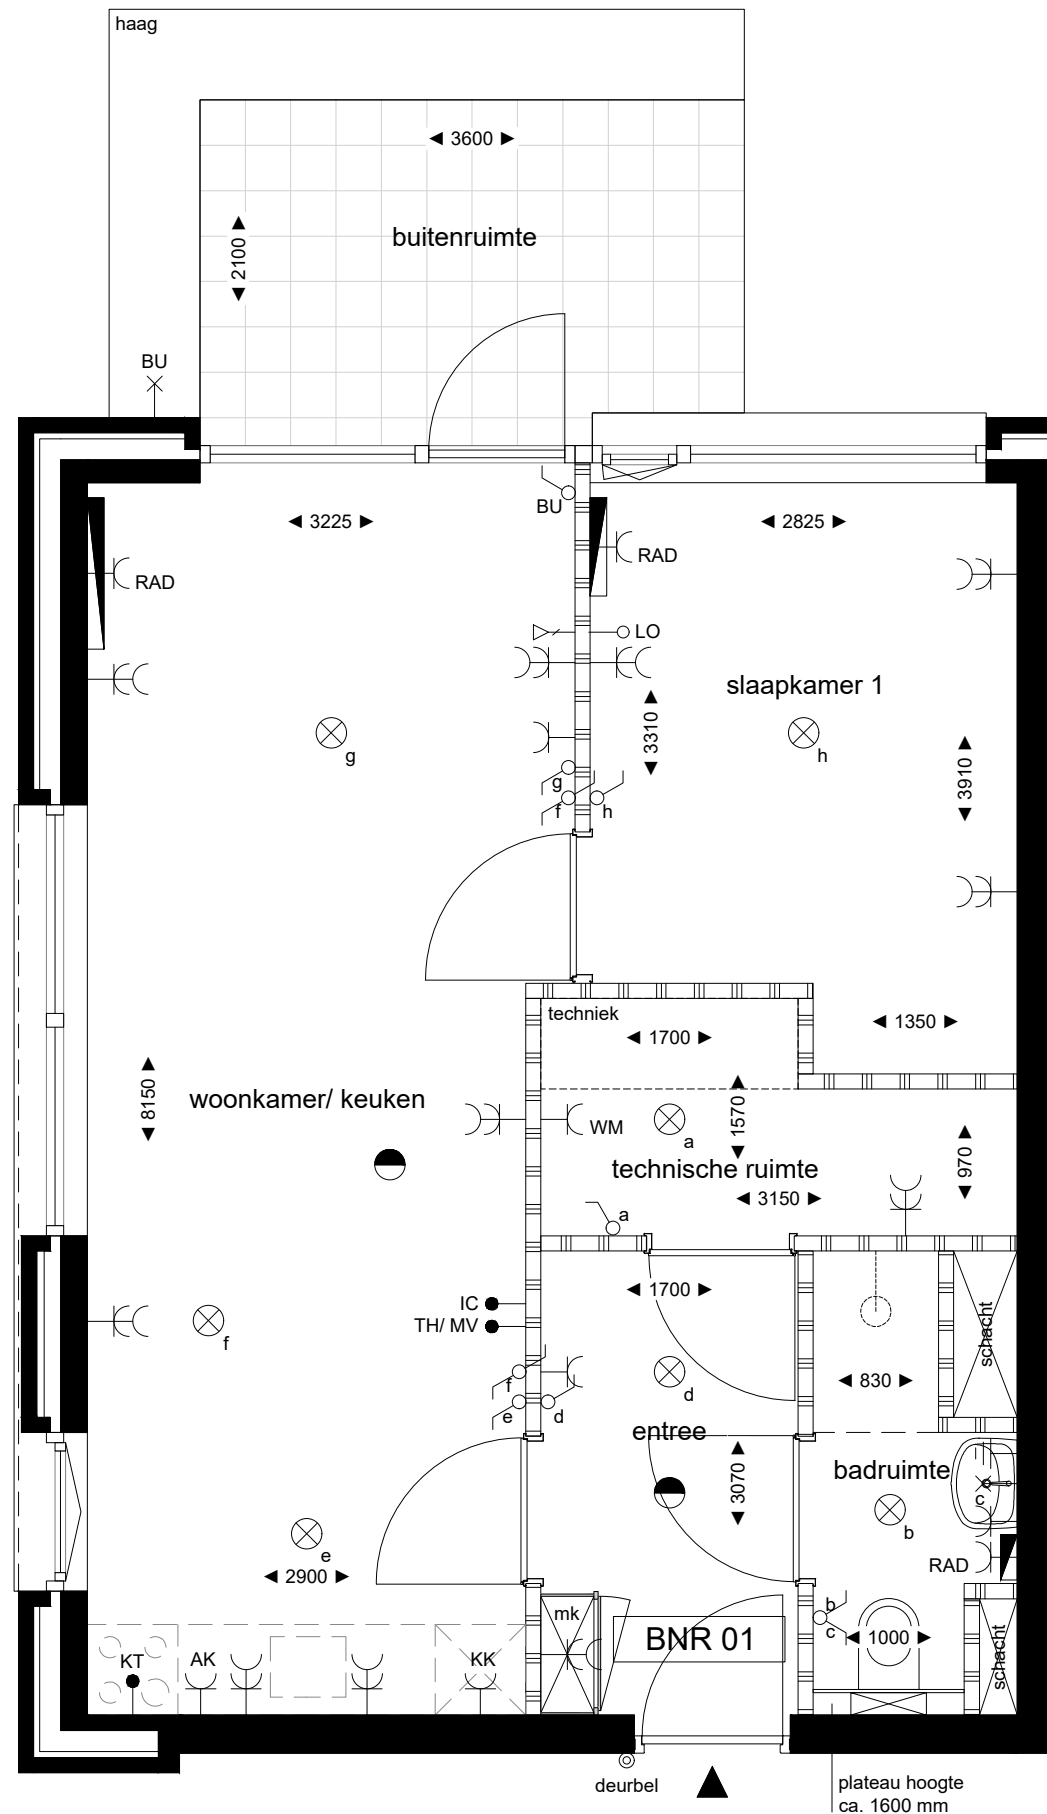 haag
◄ 3600 ►
buitenruimte
◄ 2100 ►
BU
BU
◄ 3225 ►
◄ 2825 ►
RAD
RAD
LO
slaapkamer 1
◄ 3310 ►
g
h
◄ 3910 ►
g
f
h
techniek
◄ 1700 ►
◄ 1350 ►
◄ 8150 ►
woonkamer/ keuken
WM
a
◄ 1570 ►
technische ruimte
◄ 970 ►
◄ 3150 ►
a
IC
TH/ MV
◄ 1700 ►
schacht
f
f
d
◄ 830 ►
e
d
entree
◄ 3070 ►
badruimte
c
b
e
◄ 2900 ►
RAD
mk
BNR 01
b
c
◄ 1000 ►
schacht
KT
AK
KK
deurbel
plateau hoogte
ca. 1600 mm